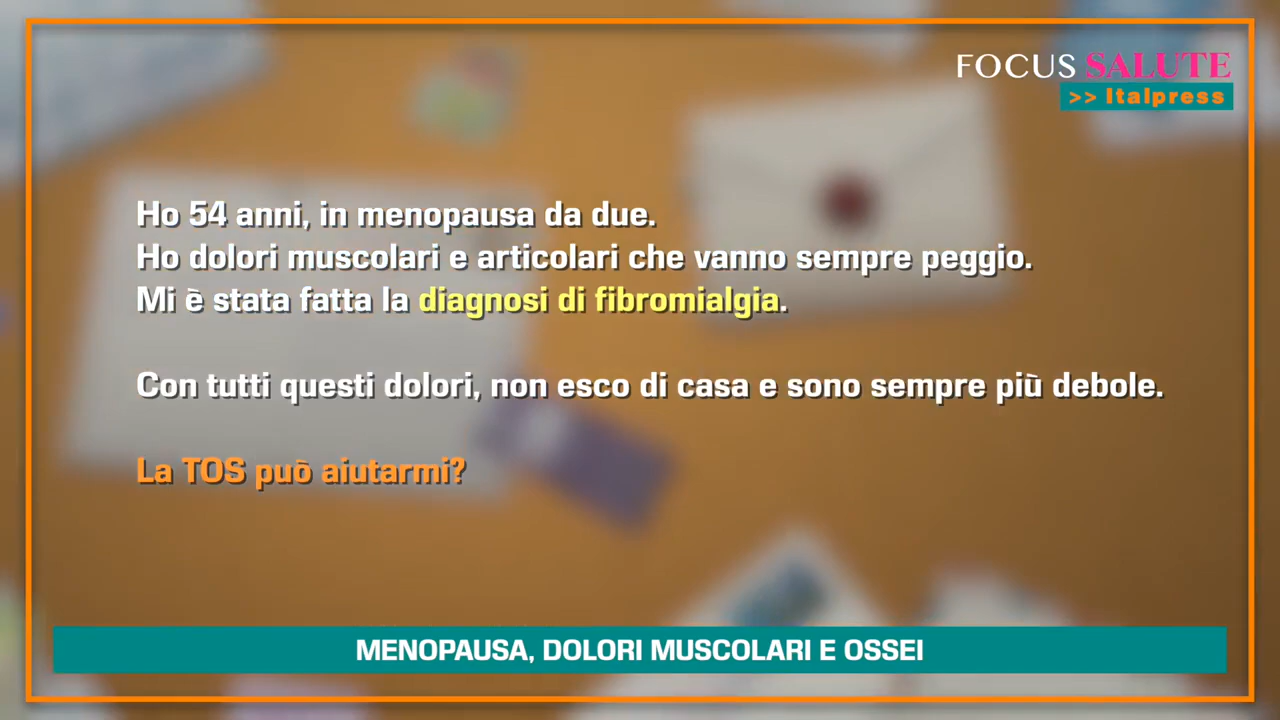 FOCUS SALUTE
>> Italpress
Ho 54 anni, in menopausa da due.
Ho dolori muscolari e articolari che vanno sempre peggio.
Mi è stata fatta la diagnosi di fibromialgia.
Con tutti questi dolori, non esco di casa e sono sempre più debole.
La TOS può aiutarmi?
MENOPAUSA, DOLORI MUSCOLARI E OSSEI